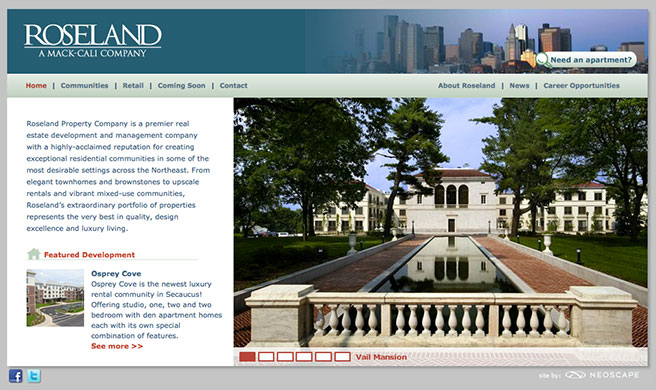 ROSELAND
A MACK-CALI COMPANY
Need an apartment?
Home | Communities | Retail | Coming Soon | Contact
About Roseland | News | Career Opportunities
Roseland Property Company is a premier real
estate development and management company
with a highly-acclaimed reputation for creating
exceptional residential communities in some of the
most desirable settings across the Northeast. From
elegant townhomes and brownstones to upscale
rentals and vibrant mixed-use communities,
Roseland's extraordinary portfolio of properties
represents the very best in quality, design
excellence and luxury living.
Featured Development
Osprey Cove
Osprey Cove is the newest luxury
rental community in Secaucus!
Offering studio, one, two and two
bedroom with den apartment homes
each with its own special
combination of features.
See more >>
Vail Mansion
site by: NEOSCAPE